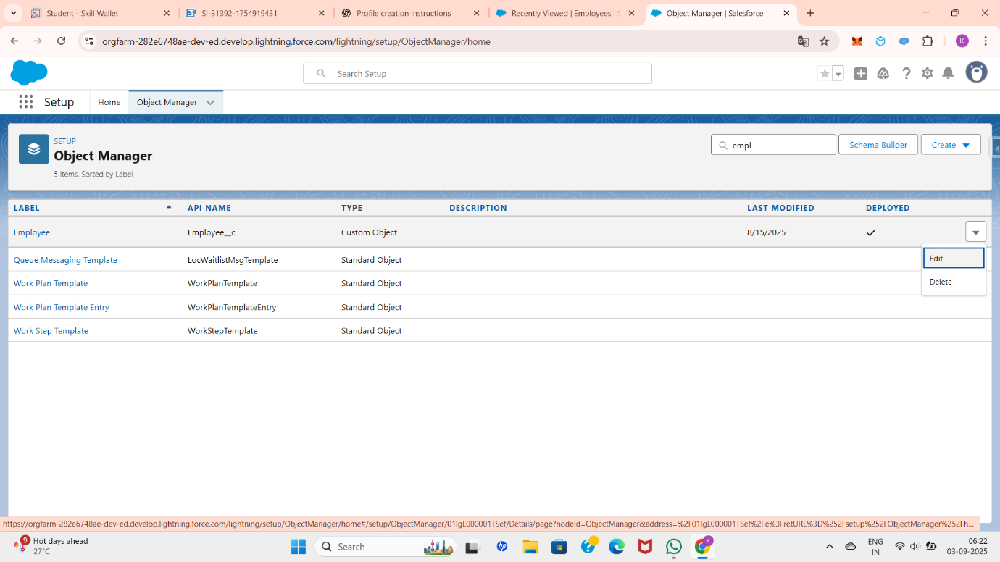 Student - Skill Wallet
SI-31392-1754919431
Profile creation instructions
Recently Viewed | Employees | S
Object Manager | Salesforce
orgfarm-282e6748ae-dev-ed.develop.lightning.force.com/lightning/setup/ObjectManager/home
K
Search Setup
Setup
Home
Object Manager
SETUP
Object Manager
5 Items, Sorted by Label
empl
Schema Builder
Create
LABEL
API NAME
TYPE
DESCRIPTION
LAST MODIFIED
DEPLOYED
Employee
Employee__c
Custom Object
8/15/2025
Edit
Delete
Queue Messaging Template
LocWaitlistMsgTemplate
Standard Object
Work Plan Template
WorkPlanTemplate
Standard Object
Work Plan Template Entry
WorkPlanTemplateEntry
Standard Object
Work Step Template
WorkStepTemplate
Standard Object
https://orgfarm-282e6748ae-dev-ed.develop.lightning.force.com/lightning/setup/ObjectManager/home#/setup/ObjectManager/01IgL000001TSef/Details/page?nodeId=ObjectManager&address=%2F01IgL000001TSef%2Fe%3FretURL%3D%252Fsetup%252FObjectManager%252Fh...
9
Hot days ahead
27°C
Search
hp
K
ENG
IN
06:22
03-09-2025